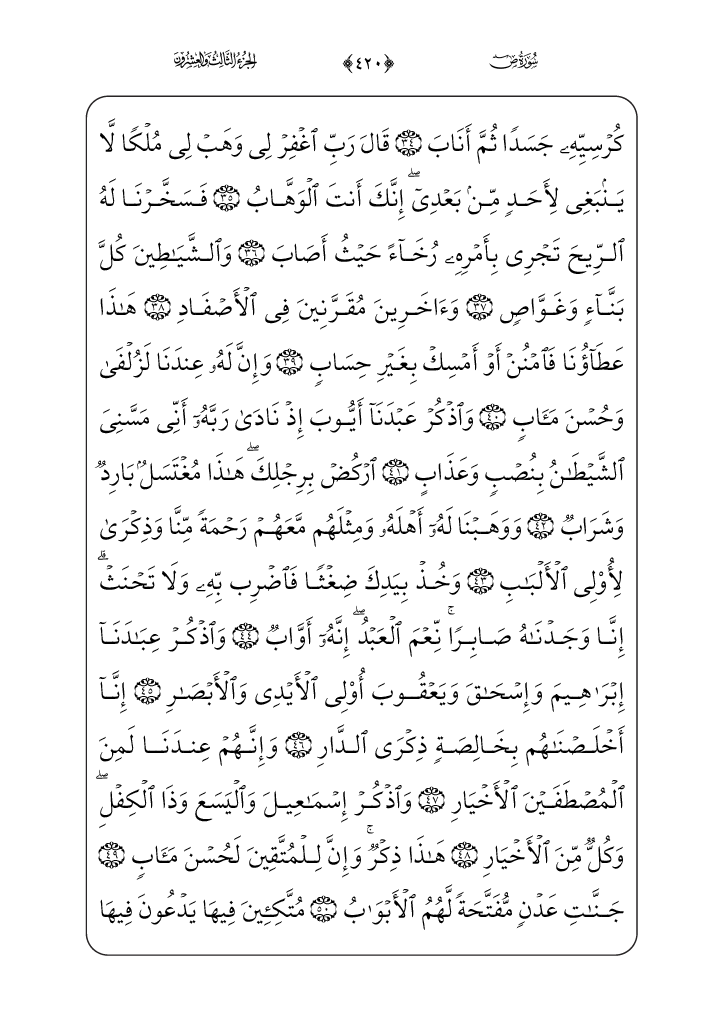 سُورَةُ صٓ ﴿٤٢٠﴾ الجُزْءُ الثَّالِثُ وَالعِشْرُونَ
كُرۡسِيِّهِۦ جَسَدٗا ثُمَّ أَنَابَ ٣٤ قَالَ رَبِّ ٱغۡفِرۡ لِي وَهَبۡ لِي مُلۡكٗا لَّا
يَنۢبَغِي لِأَحَدٖ مِّنۢ بَعۡدِيٓۖ إِنَّكَ أَنتَ ٱلۡوَهَّابُ ٣٥ فَسَخَّرۡنَا لَهُ
ٱلرِّيحَ تَجۡرِي بِأَمۡرِهِۦ رُخَآءً حَيۡثُ أَصَابَ ٣٦ وَٱلشَّيَٰطِينَ كُلَّ
بَنَّآءٖ وَغَوَّاصٖ ٣٧ وَءَاخَرِينَ مُقَرَّنِينَ فِي ٱلۡأَصۡفَادِ ٣٨ هَٰذَا
عَطَآؤُنَا فَٱمۡنُنۡ أَوۡ أَمۡسِكۡ بِغَيۡرِ حِسَابٖ ٣٩ وَإِنَّ لَهُۥ عِندَنَا لَزُلۡفَىٰ
وَحُسۡنَ مَـَٔابٖ ٤٠ وَٱذۡكُرۡ عَبۡدَنَآ أَيُّوبَ إِذۡ نَادَىٰ رَبَّهُۥٓ أَنِّي مَسَّنِيَ
ٱلشَّيۡطَٰنُ بِنُصۡبٖ وَعَذَابٍ ٤١ ٱرۡكُضۡ بِرِجۡلِكَۖ هَٰذَا مُغۡتَسَلُۢ بَارِدٞ
وَشَرَابٞ ٤٢ وَوَهَبۡنَا لَهُۥٓ أَهۡلَهُۥ وَمِثۡلَهُم مَّعَهُمۡ رَحۡمَةٗ مِّنَّا وَذِكۡرَىٰ
لِأُوْلِي ٱلۡأَلۡبَٰبِ ٤٣ وَخُذۡ بِيَدِكَ ضِغۡثٗا فَٱضۡرِب بِّهِۦ وَلَا تَحۡنَثۡۗ
إِنَّا وَجَدۡنَٰهُ صَابِرٗاۚ نِّعۡمَ ٱلۡعَبۡدُۖ إِنَّهُۥٓ أَوَّابٞ ٤٤ وَٱذۡكُرۡ عِبَٰدَنَآ
إِبۡرَٰهِيمَ وَإِسۡحَٰقَ وَيَعۡقُوبَ أُوْلِي ٱلۡأَيۡدِي وَٱلۡأَبۡصَٰرِ ٤٥ إِنَّآ
أَخۡلَصۡنَٰهُم بِخَالِصَةٖ ذِكۡرَى ٱلدَّارِ ٤٦ وَإِنَّهُمۡ عِندَنَا لَمِنَ
ٱلۡمُصۡطَفَيۡنَ ٱلۡأَخۡيَارِ ٤٧ وَٱذۡكُرۡ إِسۡمَٰعِيلَ وَٱلۡيَسَعَ وَذَا ٱلۡكِفۡلِۖ
وَكُلّٞ مِّنَ ٱلۡأَخۡيَارِ ٤٨ هَٰذَا ذِكۡرٞۚ وَإِنَّ لِلۡمُتَّقِينَ لَحُسۡنَ مَـَٔابٖ ٤٩
جَنَّٰتِ عَدۡنٖ مُّفَتَّحَةٗ لَّهُمُ ٱلۡأَبۡوَٰبُ ٥٠ مُتَّكِـِٔينَ فِيهَا يَدۡعُونَ فِيهَا